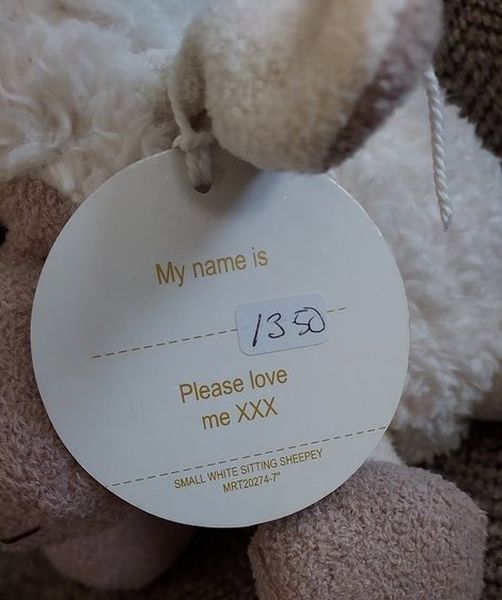 My name is
1350
Please love
me XXX
SMALL WHITE SITTING SHEEPEY
MRT20274-7"